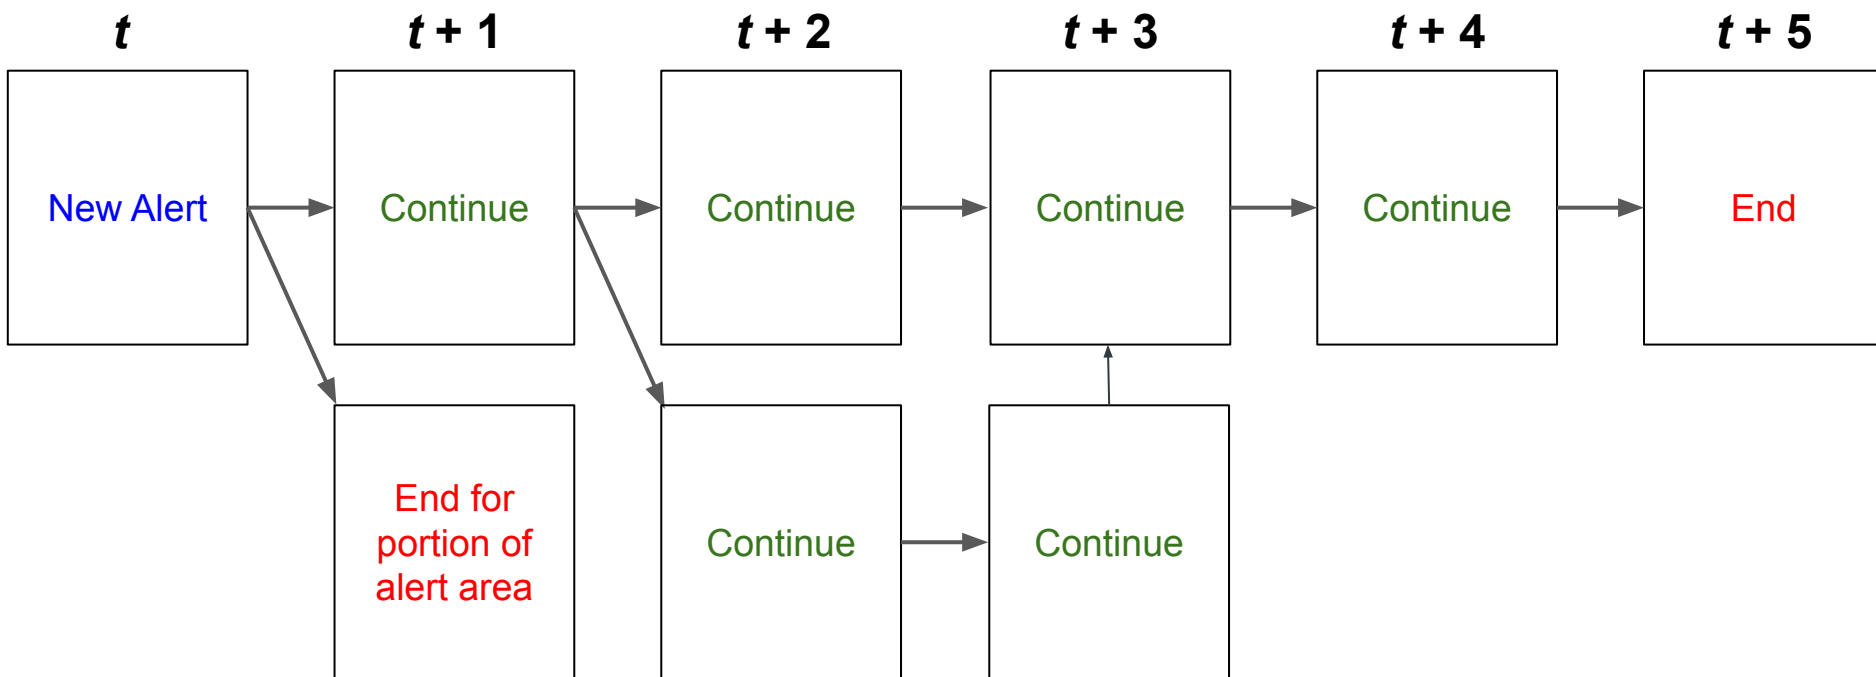 t
t + 1
t + 2
t + 3
t + 4
t + 5
New Alert
Continue
Continue
Continue
Continue
End
End for
portion of
alert area
Continue
Continue